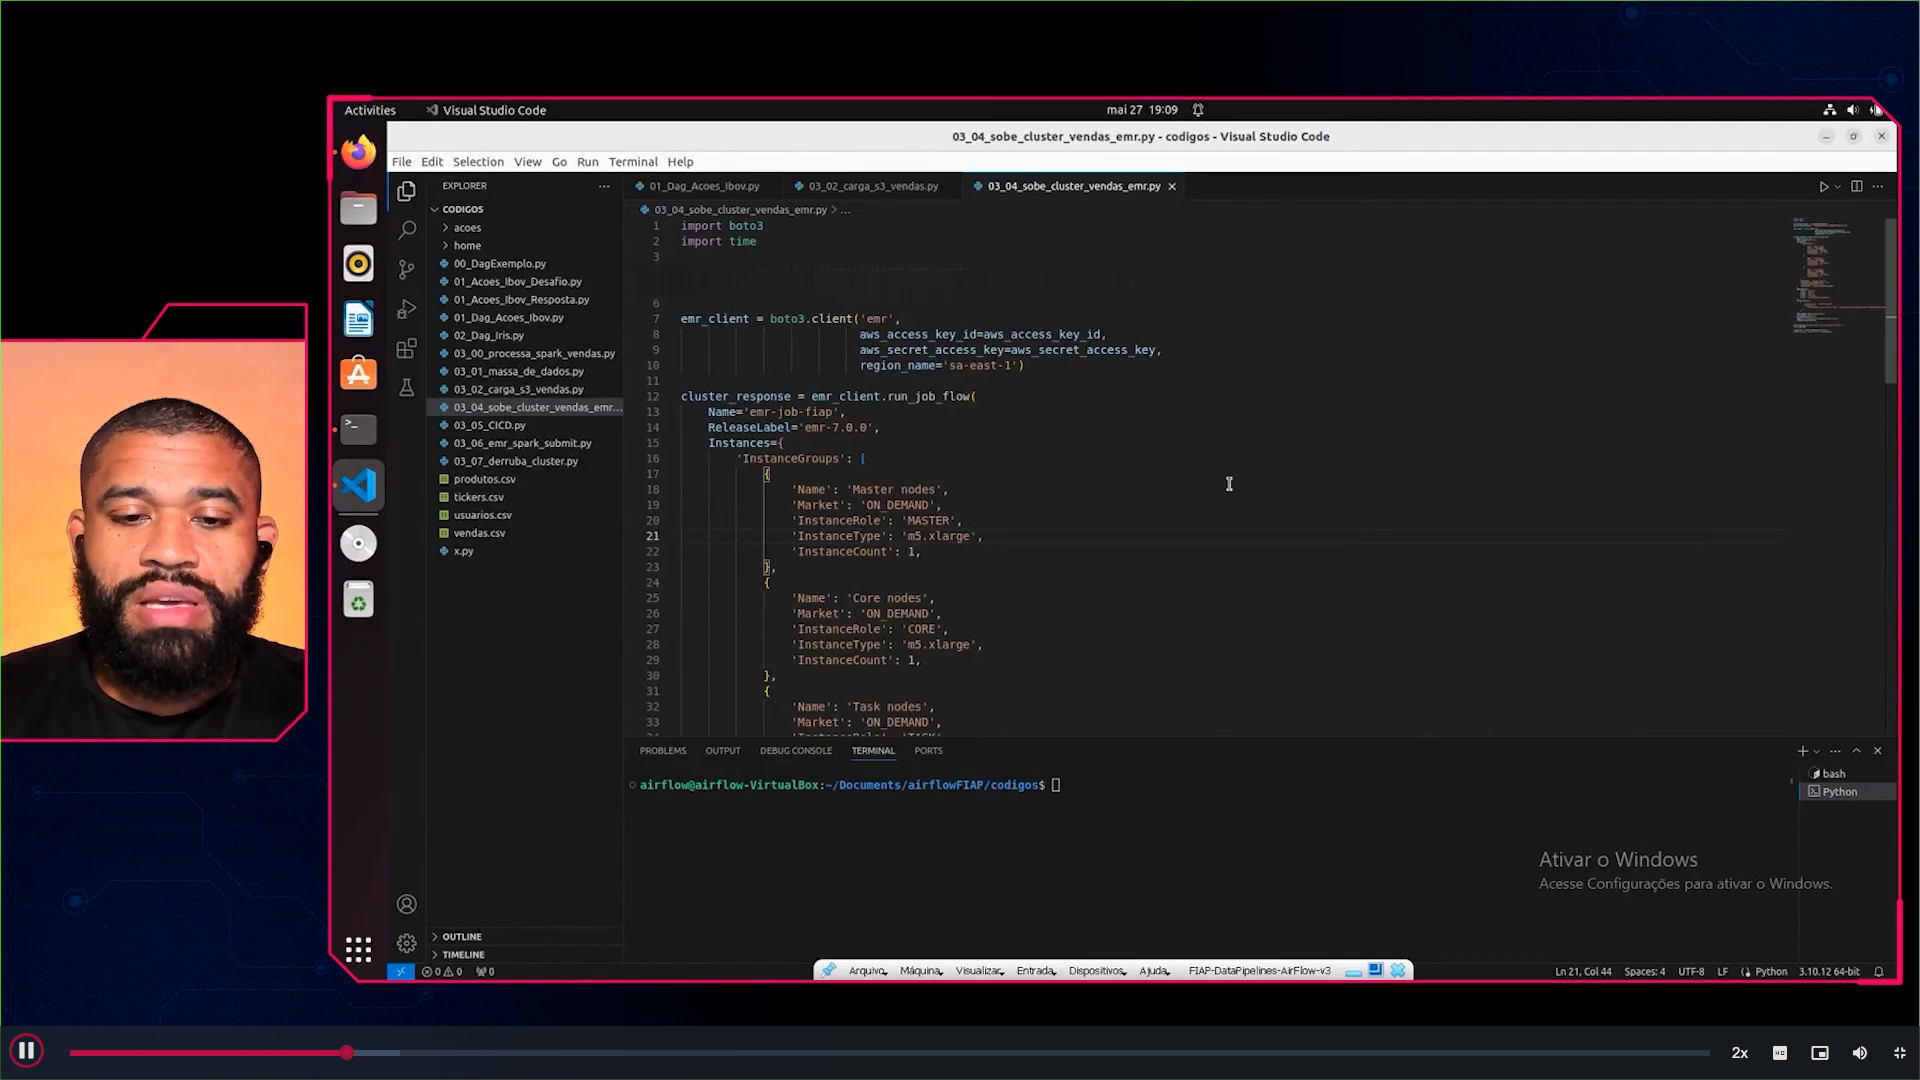 Activities
Visual Studio Code
mai 27 19:09
03_04_sobe_cluster_vendas_emr.py - codigos - Visual Studio Code
File Edit Selection View Go Run Terminal Help
EXPLORER
CODIGOS
acoes
home
00_DagExemplo.py
01_Acoes_Ibov_Desafio.py
01_Acoes_Ibov_Resposta.py
01_Dag_Acoes_Ibov.py
02_Dag_Iris.py
03_00_processa_spark_vendas.py
03_01_massa_de_dados.py
03_02_carga_s3_vendas.py
03_04_sobe_cluster_vendas_emr...
03_05_CICD.py
03_06_emr_spark_submit.py
03_07_derruba_cluster.py
produtos.csv
tickers.csv
usuarios.csv
vendas.csv
x.py
OUTLINE
TIMELINE
01_Dag_Acoes_Ibov.py
03_02_carga_s3_vendas.py
03_04_sobe_cluster_vendas_emr.py
03_04_sobe_cluster_vendas_emr.py > ...
1 import boto3
2 import time
3
6
7 emr_client = boto3.client('emr',
8 aws_access_key_id=aws_access_key_id,
9 aws_secret_access_key=aws_secret_access_key,
10 region_name='sa-east-1')
11
12 cluster_response = emr_client.run_job_flow(
13 Name='emr-job-fiap',
14 ReleaseLabel='emr-7.0.0',
15 Instances={
16 'InstanceGroups': [
17 {
18 'Name': 'Master nodes',
19 'Market': 'ON_DEMAND',
20 'InstanceRole': 'MASTER',
21 'InstanceType': 'm5.xlarge',
22 'InstanceCount': 1,
23 },
24 {
25 'Name': 'Core nodes',
26 'Market': 'ON_DEMAND',
27 'InstanceRole': 'CORE',
28 'InstanceType': 'm5.xlarge',
29 'InstanceCount': 1,
30 },
31 {
32 'Name': 'Task nodes',
33 'Market': 'ON_DEMAND',
PROBLEMS OUTPUT DEBUG CONSOLE TERMINAL PORTS
airflow@airflow-VirtualBox:~/Documents/airflowFIAP/codigos$
bash
Python
Ativar o Windows
Acesse Configurações para ativar o Windows.
0 0 0
Arquivo Máquina Visualizar Entrada Dispositivos Ajuda FIAP-DataPipelines-AirFlow-v3
Ln 21, Col 44 Spaces: 4 UTF-8 LF Python 3.10.12 64-bit
2x